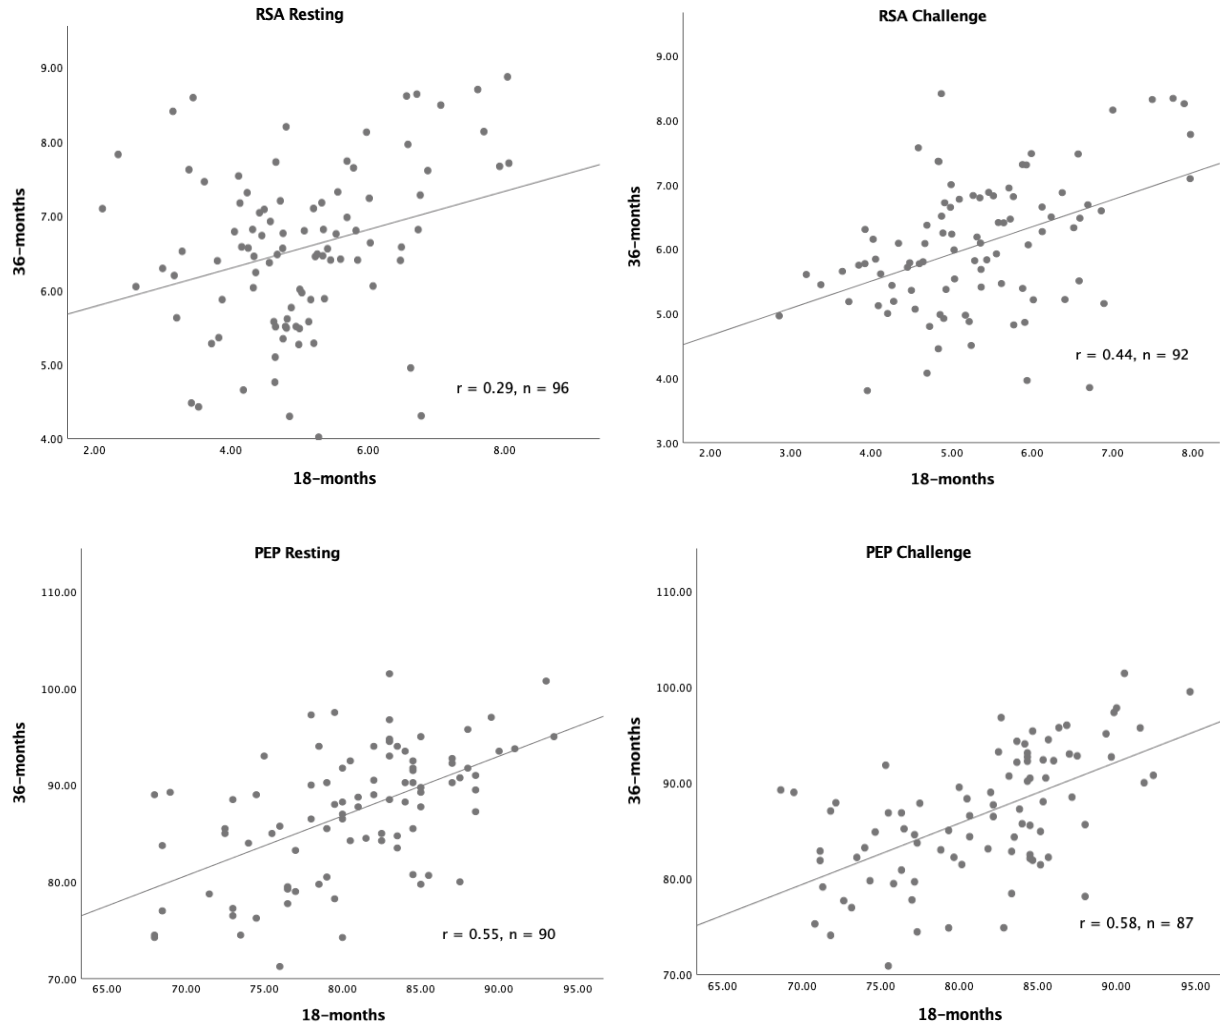 RSA Resting
36-months
9.00
8.00
7.00
6.00
5.00
4.00
r = 0.29, n = 96
2.00 4.00 6.00 8.00
18-months
RSA Challenge
36-months
9.00
8.00
7.00
6.00
5.00
4.00
3.00
r = 0.44, n = 92
2.00 3.00 4.00 5.00 6.00 7.00 8.00
18-months
PEP Resting
36-months
110.00
100.00
90.00
80.00
70.00
r = 0.55, n = 90
65.00 70.00 75.00 80.00 85.00 90.00 95.00
18-months
PEP Challenge
36-months
110.00
100.00
90.00
80.00
70.00
r = 0.58, n = 87
65.00 70.00 75.00 80.00 85.00 90.00 95.00
18-months